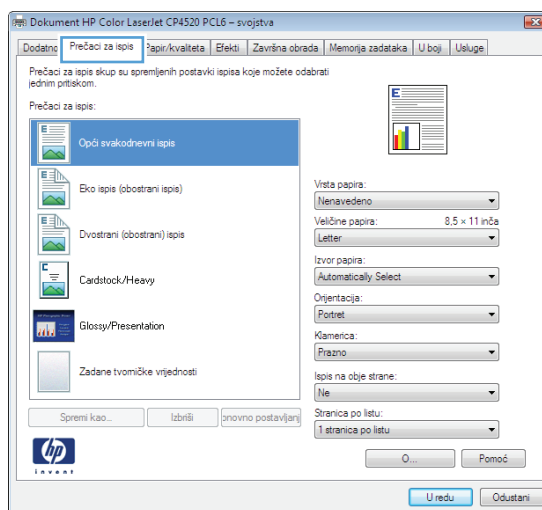 Dokument HP Color LaserJet CP4520 PCL6 – svojstva
Dodatno Prečaci za ispis Papir/kvaliteta Efekti Završna obrada Memorija zadataka U boji Usluge
Prečaci za ispis skup su spremljenih postavki ispisa koje možete odabrati
jednim pritiskom.
Prečaci za ispis:
E
Opći svakodnevni ispis
E
Eko ispis (obostrani ispis)
E
Dvostrani (obostrani) ispis
E
Cardstock/Heavy
Glossy/Presentation
Zadane tvorničke vrijednosti
Spremi kao... Izbriši onovno postavljanj
E
Vrsta papira:
Nenavedeno
Veličine papira: 8,5 × 11 inča
Letter
Izvor papira:
Automatically Select
Orijentacija:
Portret
Klamerica:
Prazno
Ispis na obje strane:
Ne
Stranica po listu:
1 stranica po listu
hp
invent
O... Pomoć
U redu Odustani